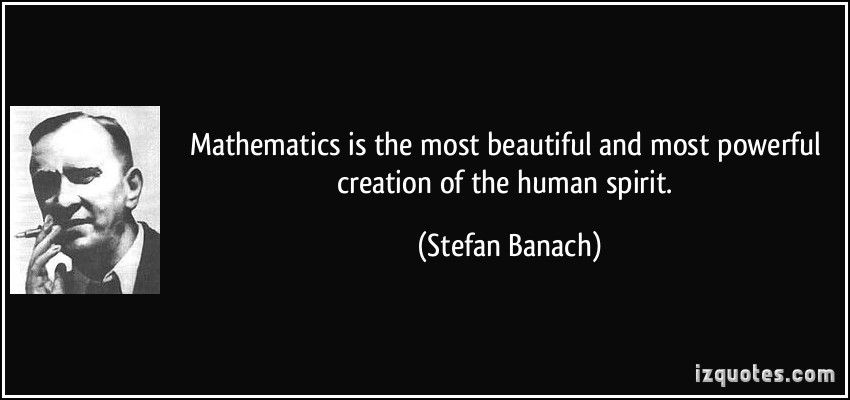 Mathematics is the most beautiful and most powerful
creation of the human spirit.
(Stefan Banach)
izquotes.com